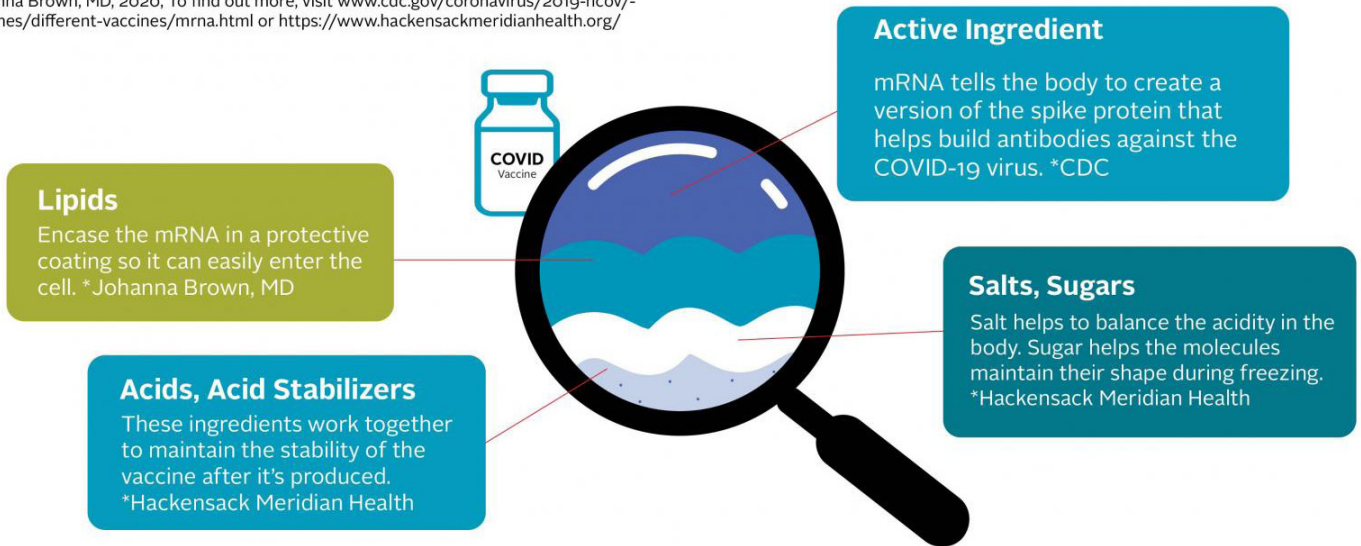 nna Brown, MD, 2020, To find out more, visit www.cdc.gov/coronavirus/2019-ncov/-
nes/different-vaccines/mrna.html or https://www.hackensackmeridianhealth.org/
Active Ingredient
mRNA tells the body to create a
version of the spike protein that
helps build antibodies against the
COVID-19 virus. *CDC
COVID
Vaccine
Lipids
Encase the mRNA in a protective
coating so it can easily enter the
cell. *Johanna Brown, MD
Salts, Sugars
Salt helps to balance the acidity in the
body. Sugar helps the molecules
maintain their shape during freezing.
*Hackensack Meridian Health
Acids, Acid Stabilizers
These ingredients work together
to maintain the stability of the
vaccine after it's produced.
*Hackensack Meridian Health